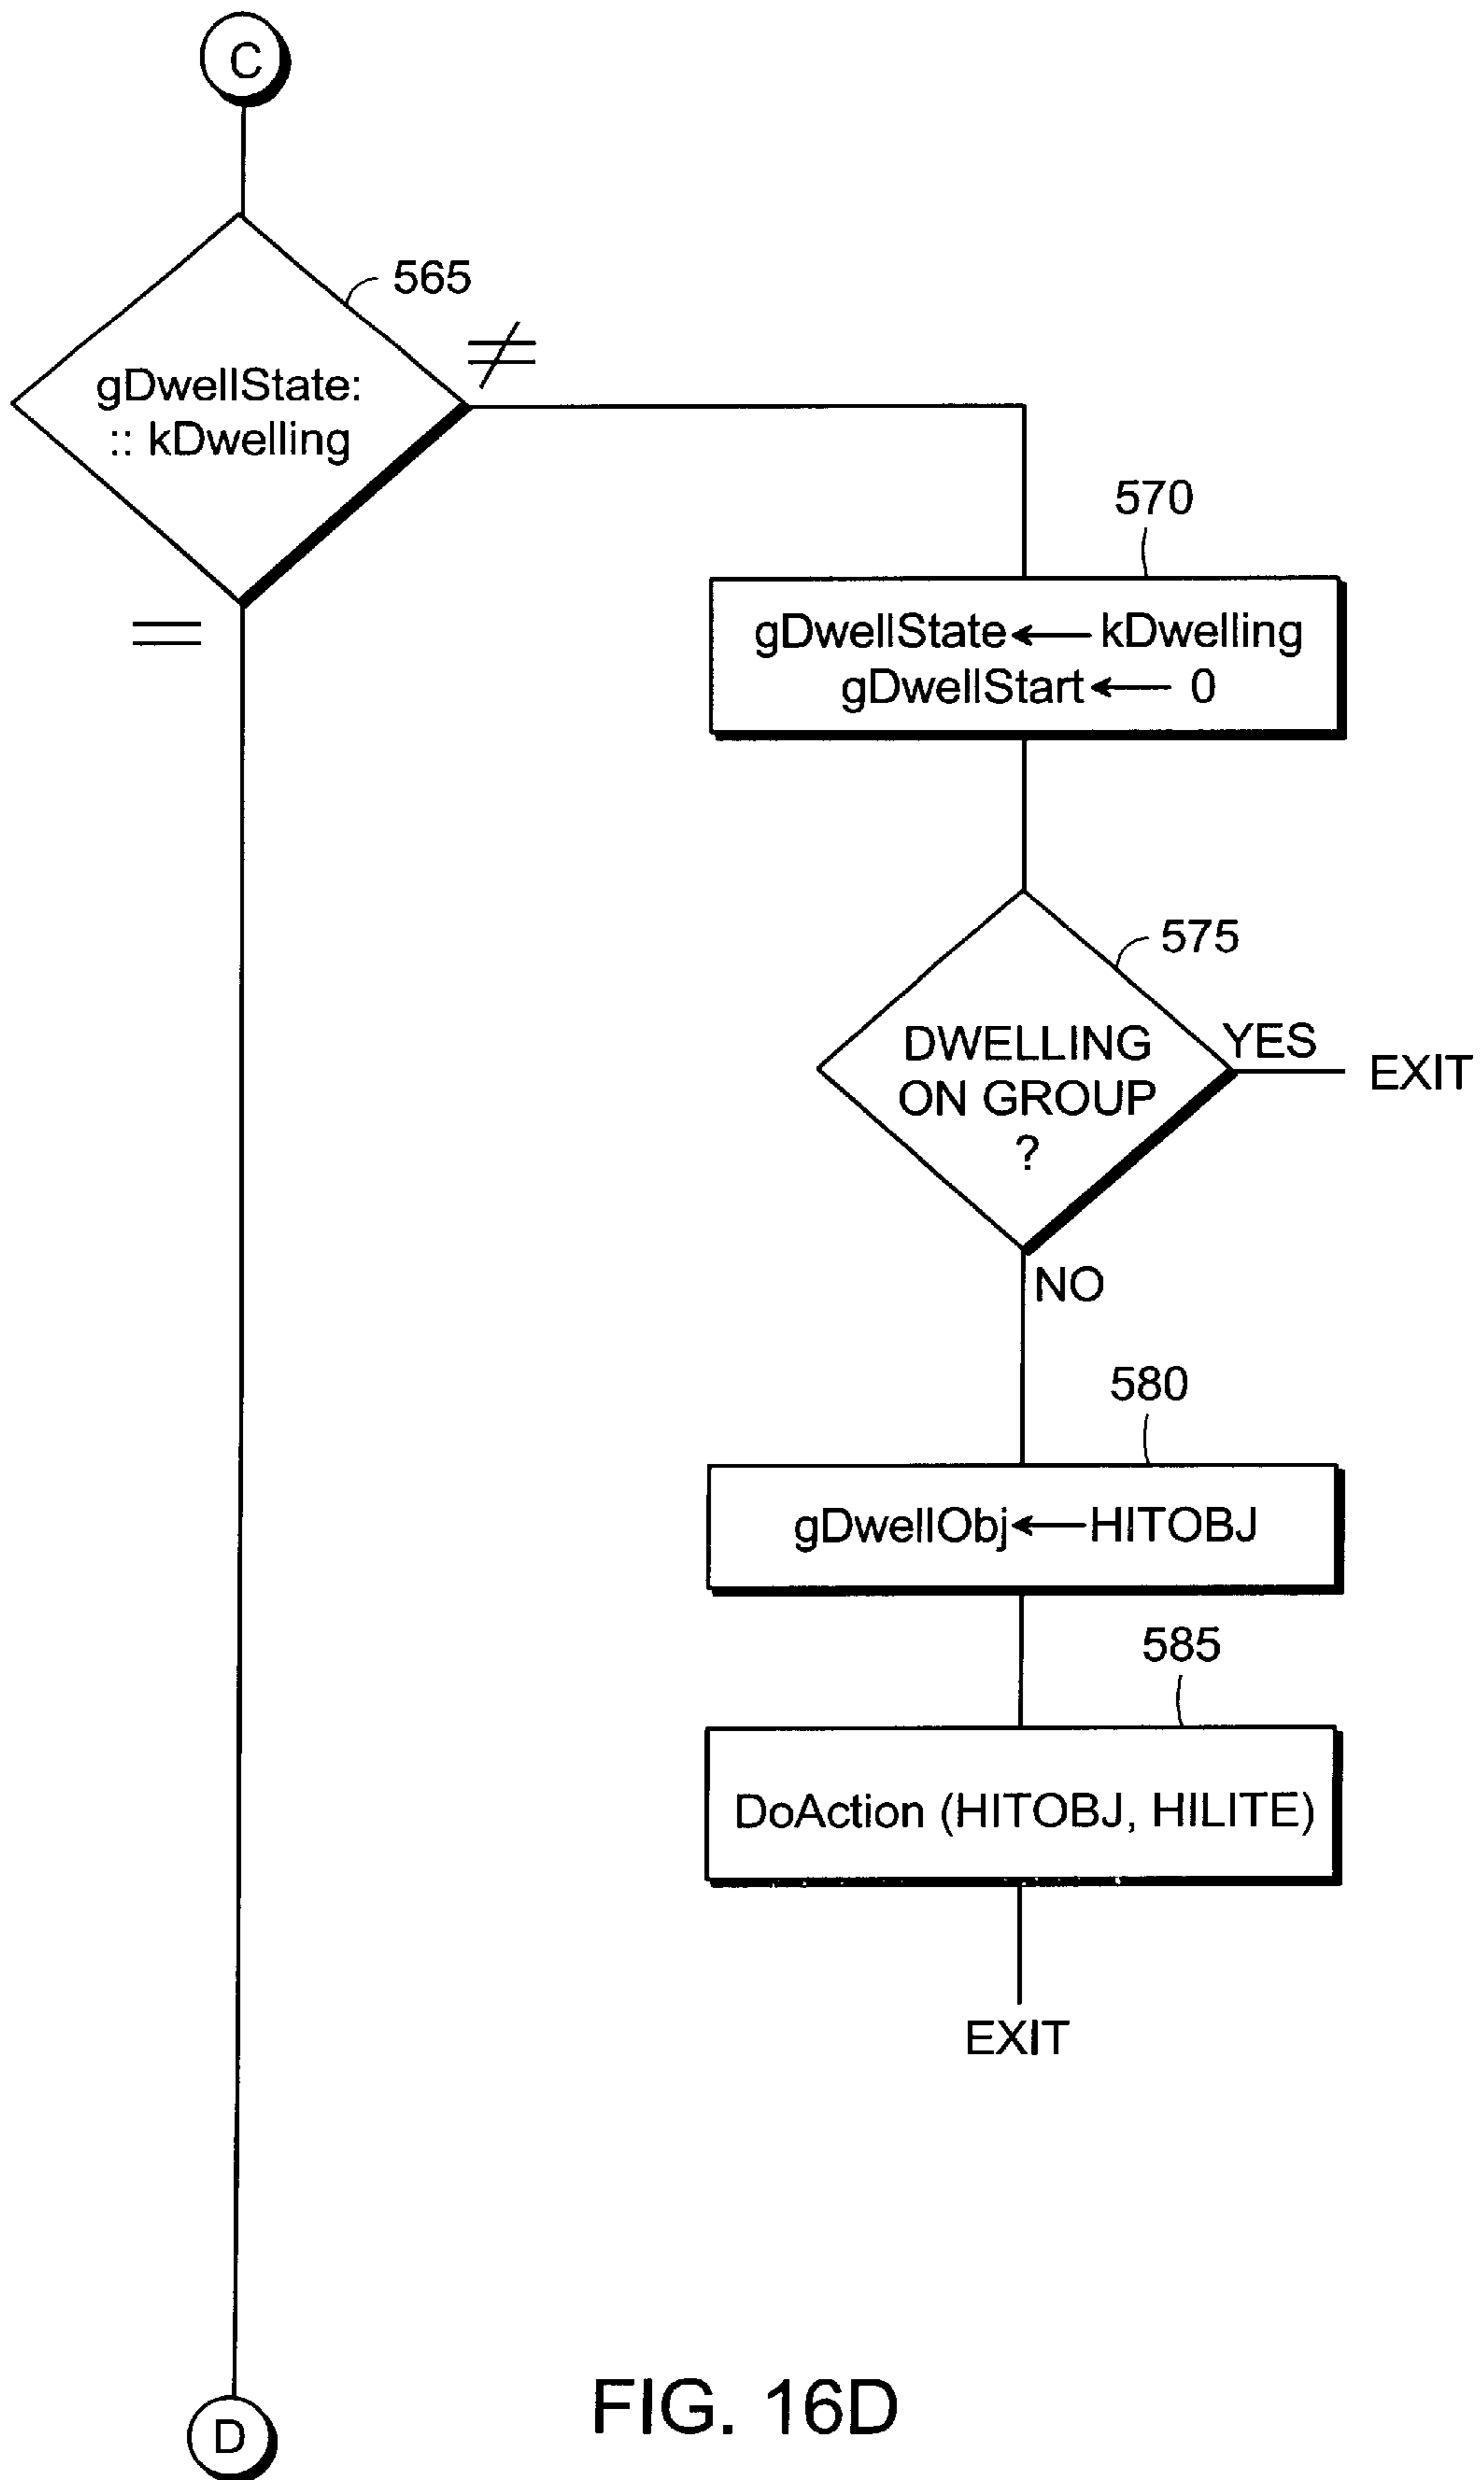 C
565
gDwellState:
:: kDwelling
≠
=
570
gDwellState ← kDwelling
gDwellStart ← 0
575
DWELLING
ON GROUP
?
YES
EXIT
NO
580
gDwellObj ← HITOBJ
585
DoAction (HITOBJ, HILITE)
EXIT
D
FIG. 16D